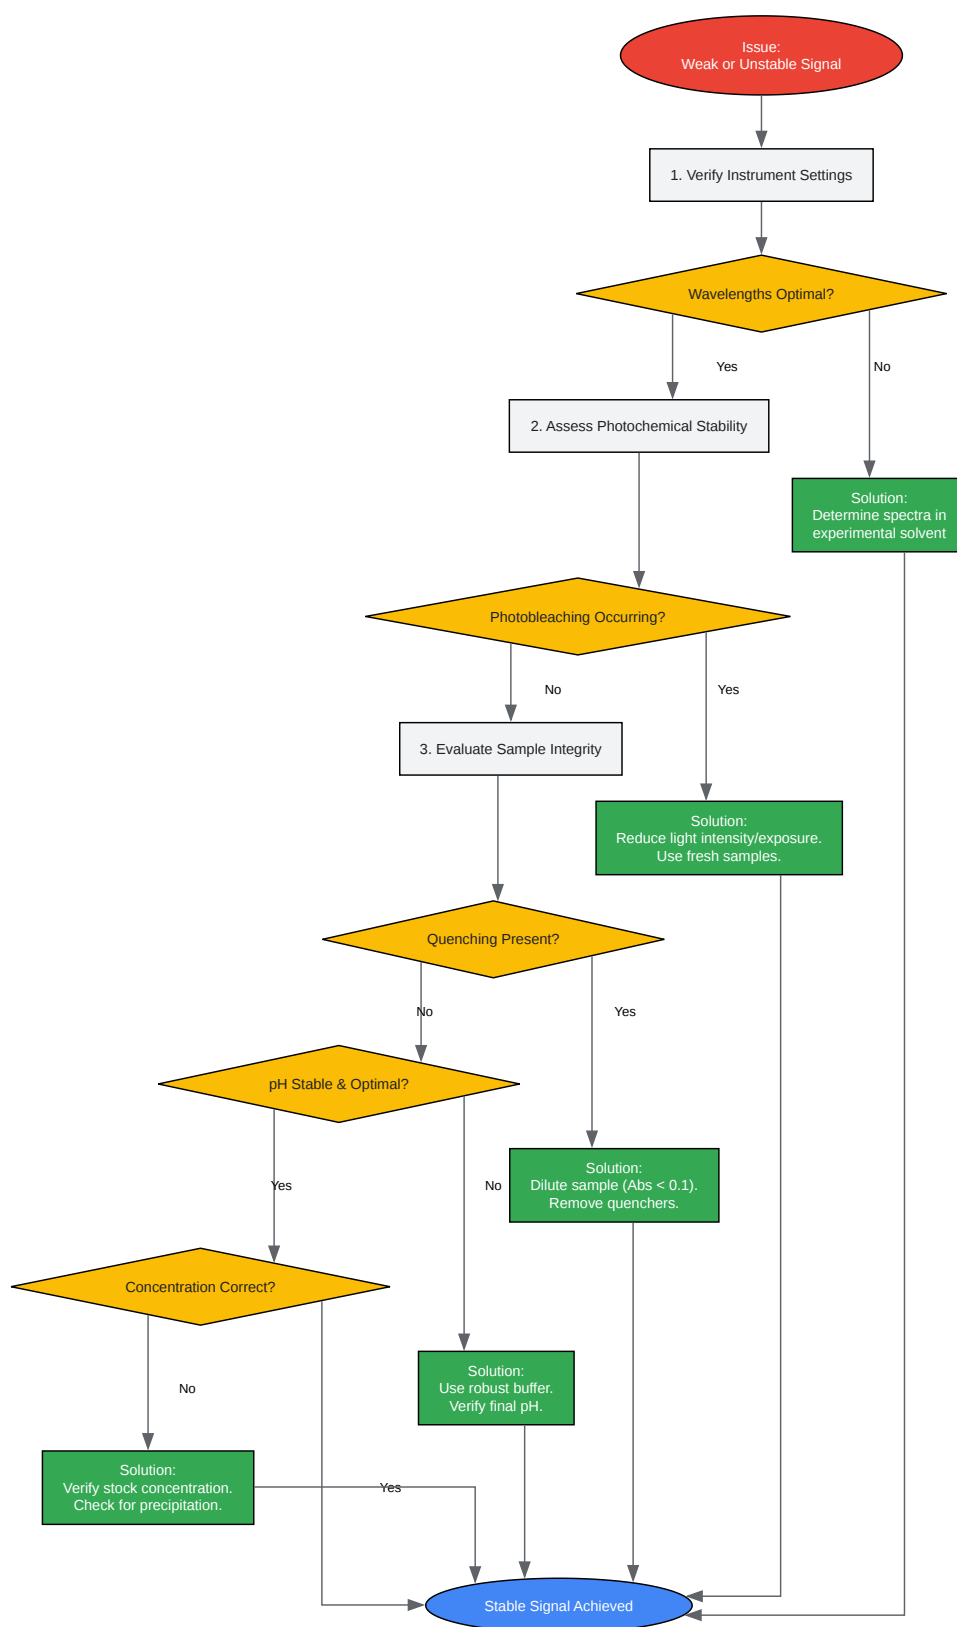 Issue:
Weak or Unstable Signal
1. Verify Instrument Settings
Wavelengths Optimal?
Yes
No
2. Assess Photochemical Stability
Solution:
Determine spectra in
experimental solvent
Photobleaching Occurring?
No
Yes
3. Evaluate Sample Integrity
Solution:
Reduce light intensity/exposure.
Use fresh samples.
Quenching Present?
No
Yes
pH Stable & Optimal?
Yes
No
Solution:
Dilute sample (Abs < 0.1).
Remove quenchers.
Concentration Correct?
No
Solution:
Use robust buffer.
Verify final pH.
Solution:
Verify stock concentration.
Check for precipitation.
Yes
Stable Signal Achieved